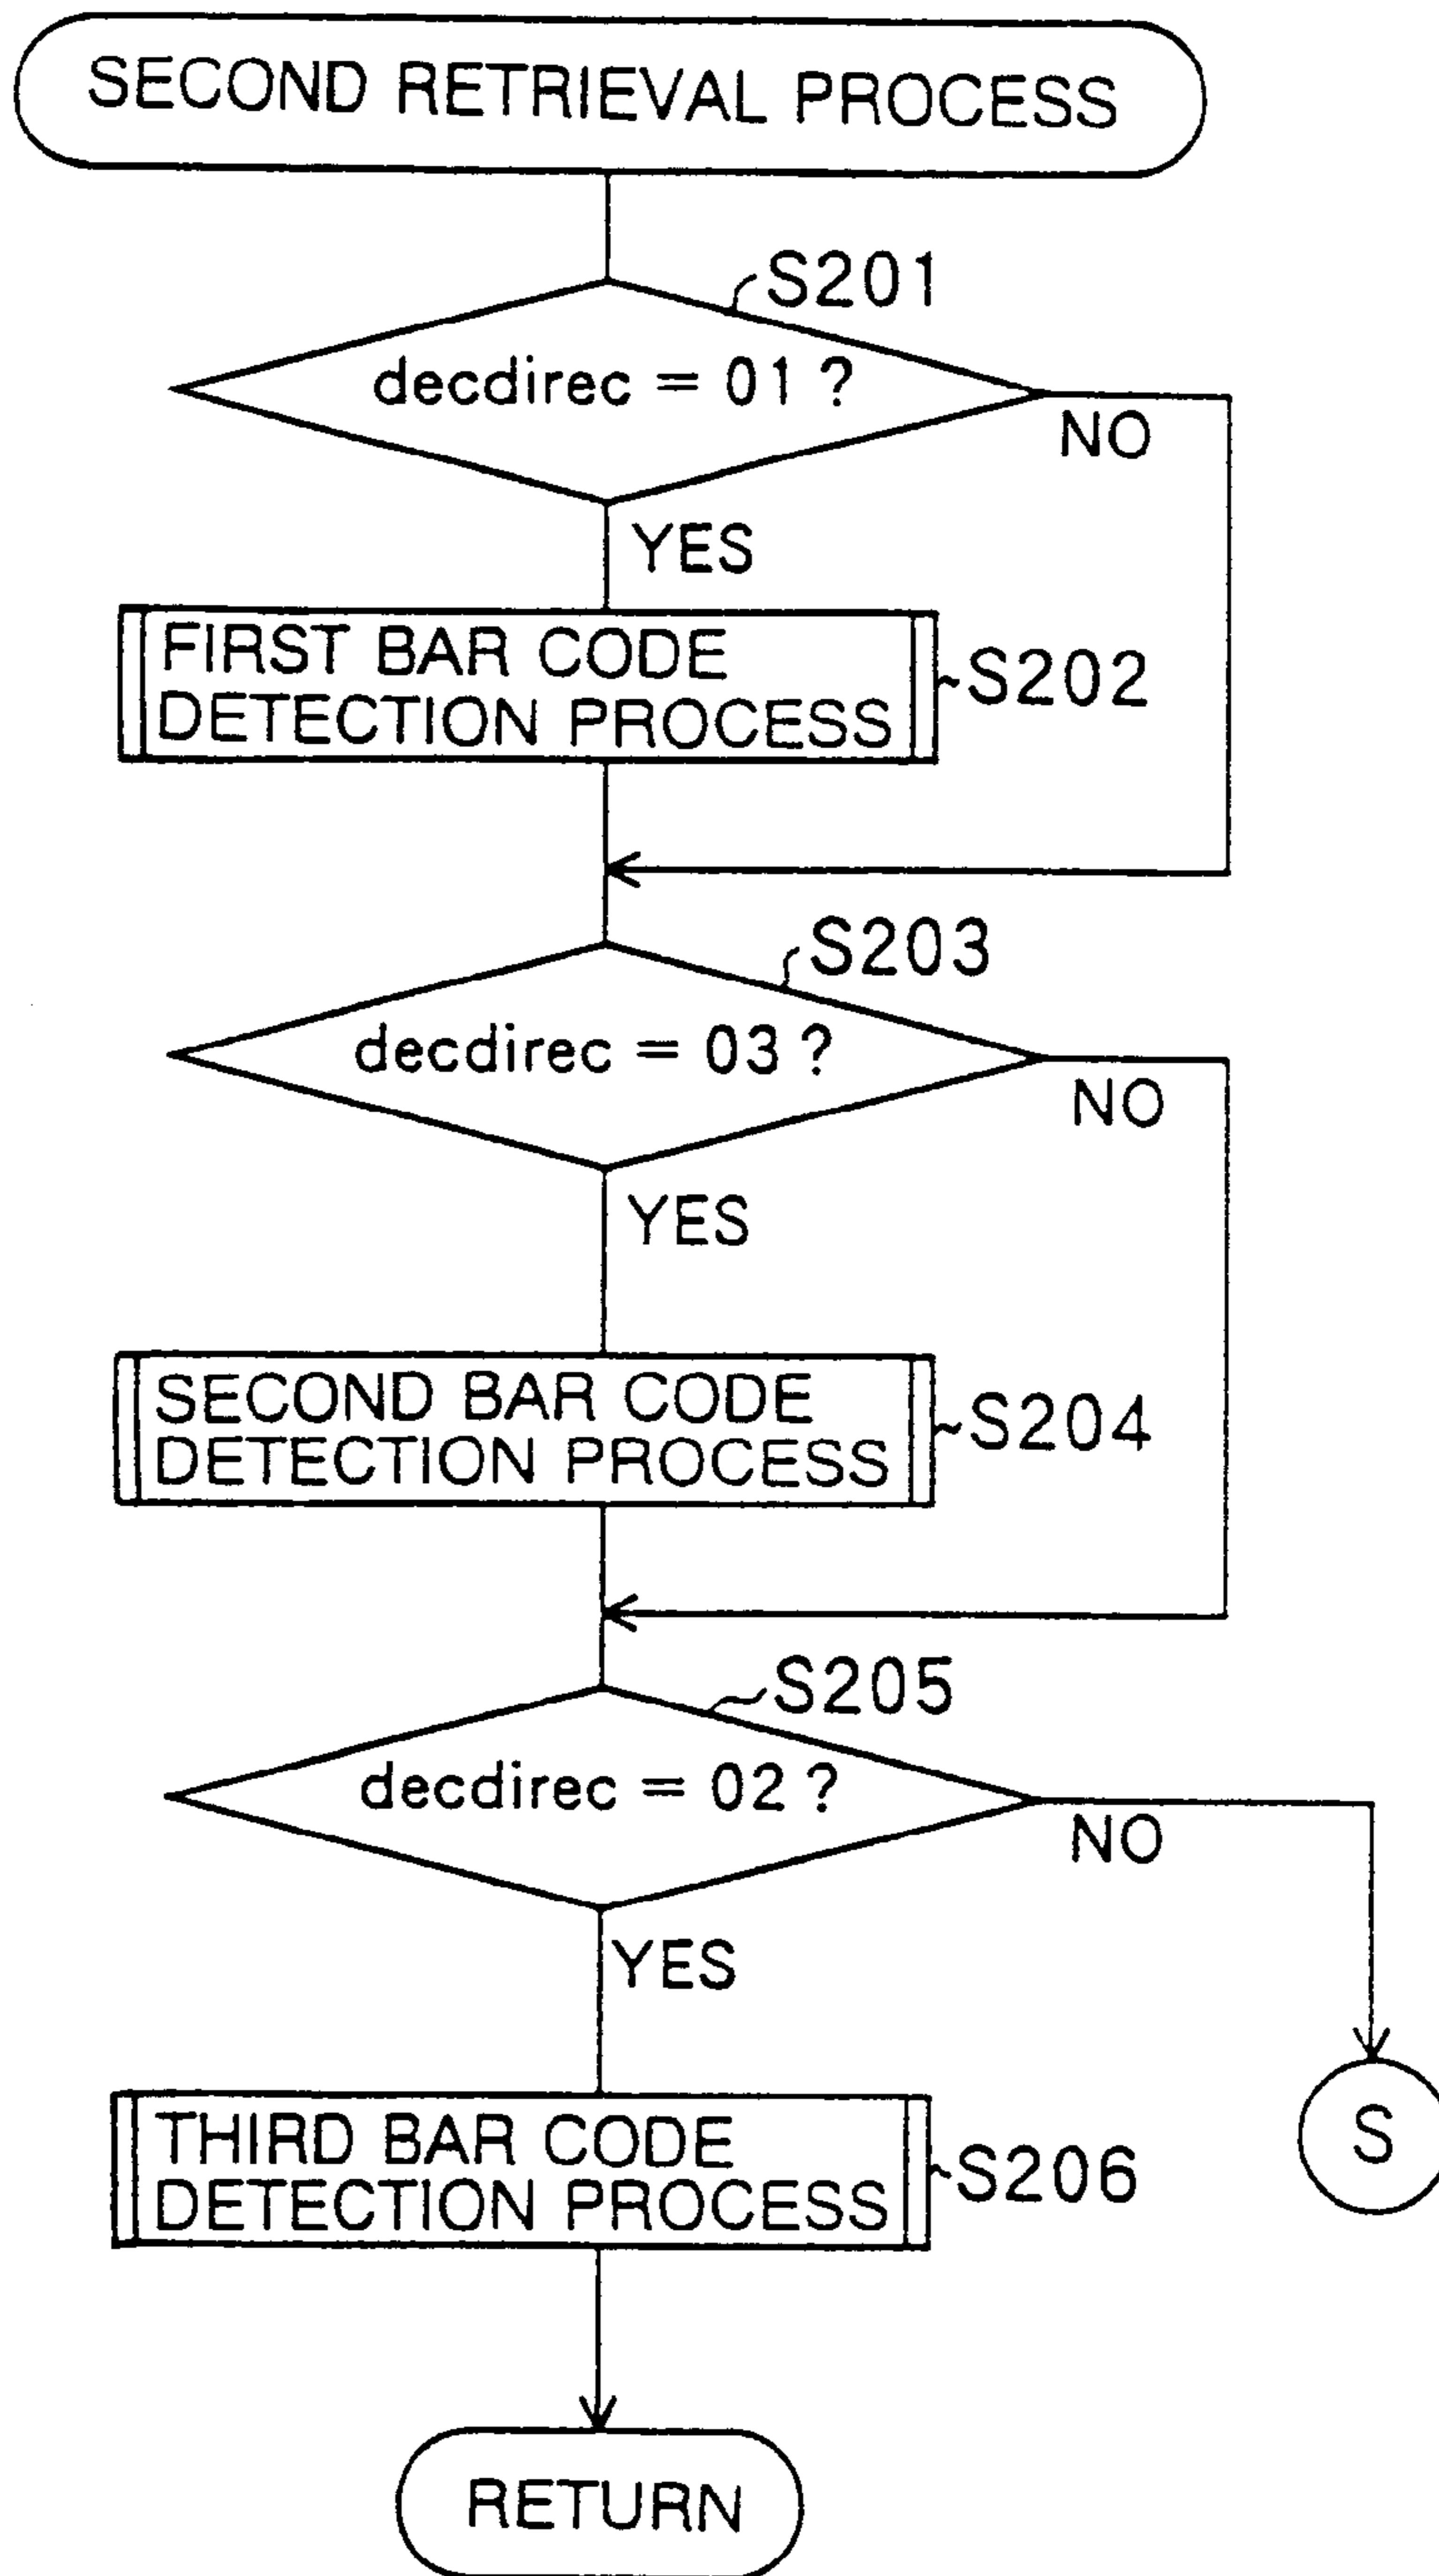 SECOND RETRIEVAL PROCESS
S201
decdirec = 01 ?
NO
YES
FIRST BAR CODE
DETECTION PROCESS
S202
S203
decdirec = 03 ?
NO
YES
SECOND BAR CODE
DETECTION PROCESS
S204
S205
decdirec = 02 ?
NO
YES
THIRD BAR CODE
DETECTION PROCESS
S206
S
RETURN